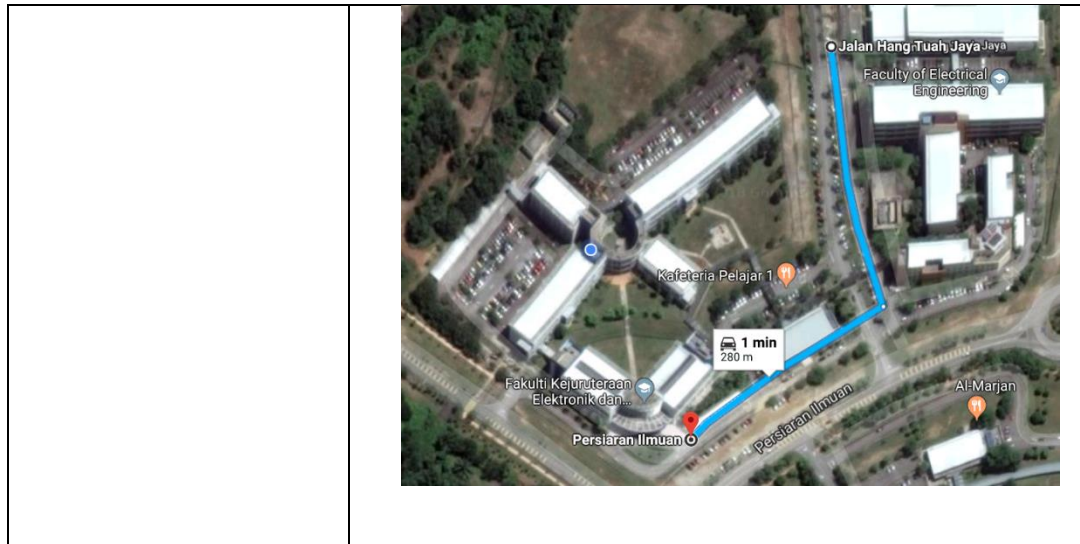 Jalan Hang Tuah Jaya
Jaya
Faculty of Electrical
Engineering
Kafeteria Pelajar 1
1 min
280 m
Fakulti Kejuruteraan
Elektronik dan...
Al-Marjan
Persiaran Ilmuan
Persiaran Ilmuan